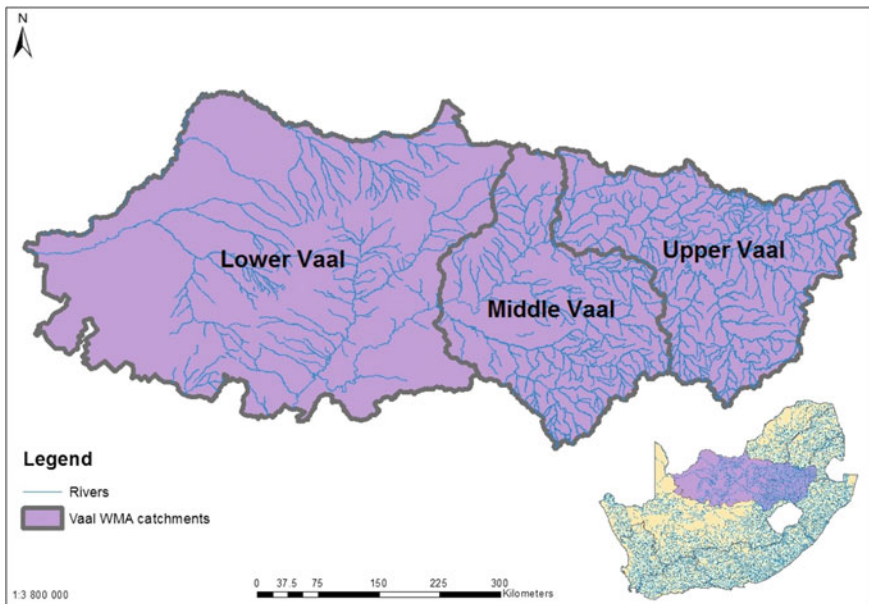 N
Lower Vaal
Upper Vaal
Middle Vaal
Legend
Rivers
Vaal WMA catchments
1:3 800 000
0 37.5 75 150 225 300
Kilometers